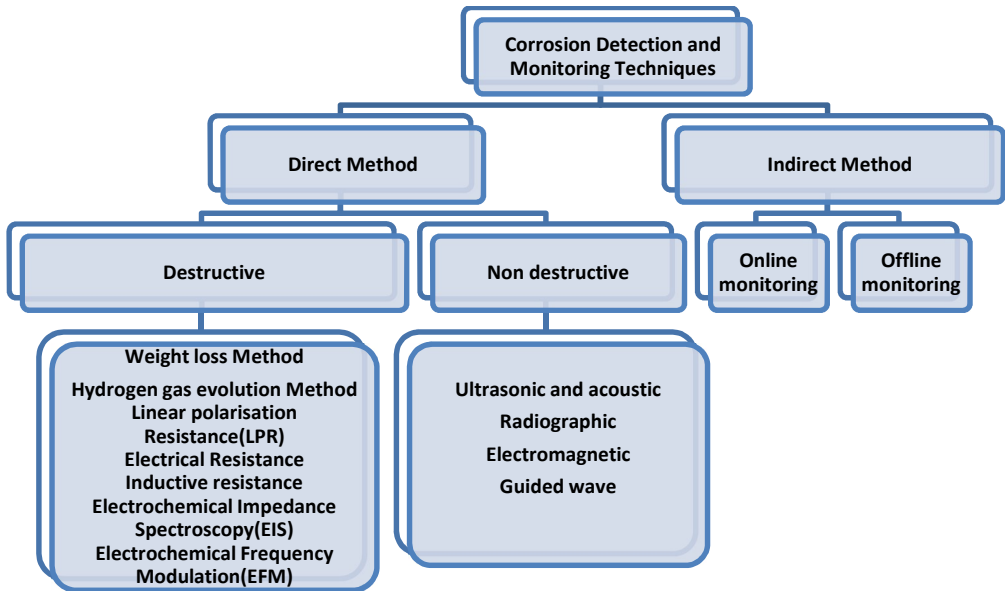 Corrosion Detection and
Monitoring Techniques
Direct Method
Indirect Method
Destructive
Non destructive
Online
monitoring
Offline
monitoring
Weight loss Method
Hydrogen gas evolution Method
Linear polarisation
Resistance(LPR)
Electrical Resistance
Inductive resistance
Electrochemical Impedance
Spectroscopy(EIS)
Electrochemical Frequency
Modulation(EFM)
Ultrasonic and acoustic
Radiographic
Electromagnetic
Guided wave